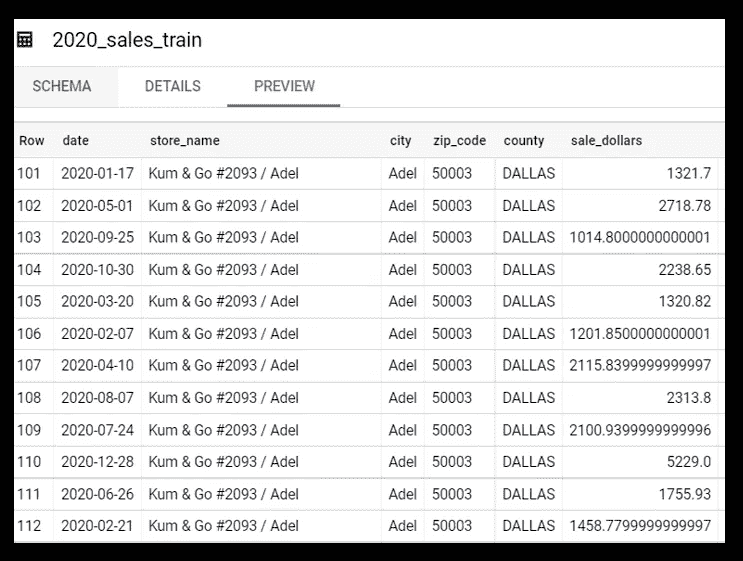 2020_sales_train
SCHEMA DETAILS PREVIEW
Row date store_name city zip_code county sale_dollars
101 2020-01-17 Kum & Go #2093 / Adel Adel 50003 DALLAS 1321.7
102 2020-05-01 Kum & Go #2093 / Adel Adel 50003 DALLAS 2718.78
103 2020-09-25 Kum & Go #2093 / Adel Adel 50003 DALLAS 1014.8000000000001
104 2020-10-30 Kum & Go #2093 / Adel Adel 50003 DALLAS 2238.65
105 2020-03-20 Kum & Go #2093 / Adel Adel 50003 DALLAS 1320.82
106 2020-02-07 Kum & Go #2093 / Adel Adel 50003 DALLAS 1201.8500000000001
107 2020-04-10 Kum & Go #2093 / Adel Adel 50003 DALLAS 2115.8399999999997
108 2020-08-07 Kum & Go #2093 / Adel Adel 50003 DALLAS 2313.8
109 2020-07-24 Kum & Go #2093 / Adel Adel 50003 DALLAS 2100.9399999999996
110 2020-12-28 Kum & Go #2093 / Adel Adel 50003 DALLAS 5229.0
111 2020-06-26 Kum & Go #2093 / Adel Adel 50003 DALLAS 1755.93
112 2020-02-21 Kum & Go #2093 / Adel Adel 50003 DALLAS 1458.7799999999997